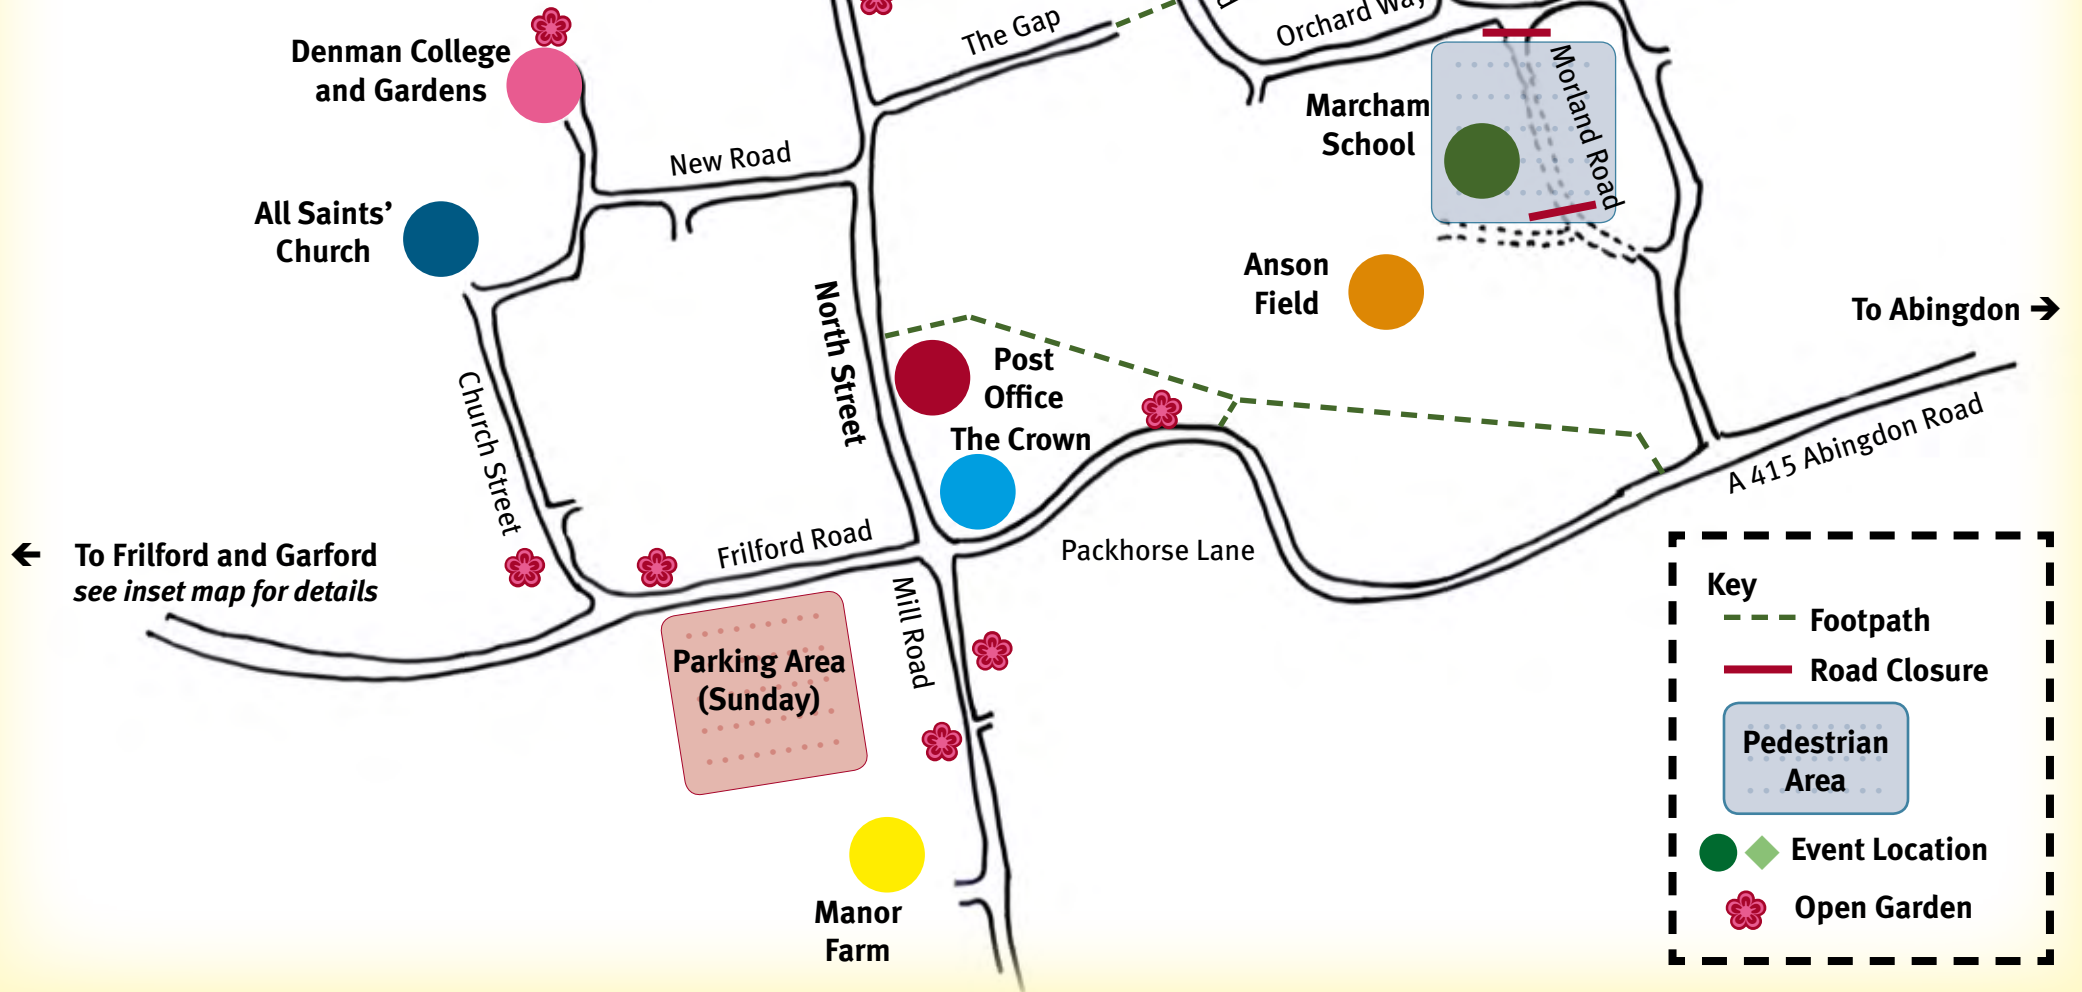 The Gap
Orchard Way
Denman College
and Gardens
Morland Road
Marcham
School
New Road
All Saints’
Church
Anson
Field
North Street
To Abingdon →
Post
Office
Church Street
The Crown
A 415 Abingdon Road
Frilford Road
Packhorse Lane
← To Frilford and Garford
see inset map for details
Mill Road
Parking Area
(Sunday)
Manor
Farm
Key
Footpath
Road Closure
Pedestrian
Area
Event Location
Open Garden